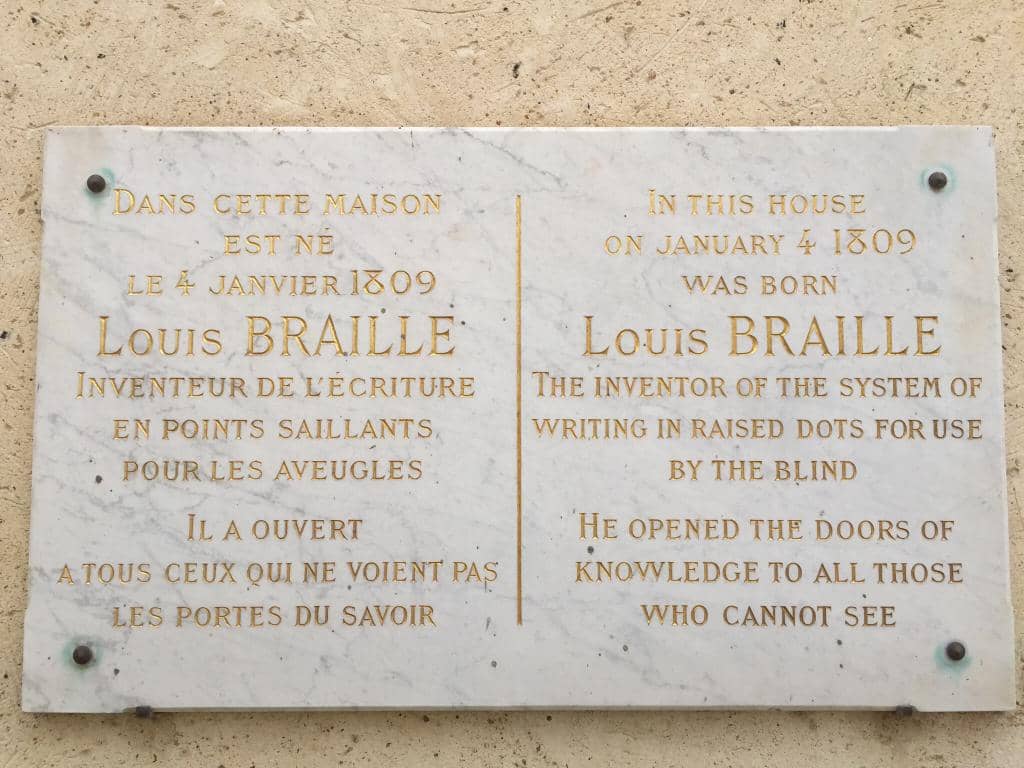 DANS CETTE MAISON
EST NÉ
LE 4 JANVIER 1809
LOUIS BRAILLE
INVENTEUR DE L'ÉCRITURE
EN POINTS SAILLANTS
POUR LES AVEUGLES
IL A OUVERT
A TOUS CEUX QUI NE VOIENT PAS
LES PORTES DU SAVOIR
IN THIS HOUSE
ON JANUARY 4 1809
WAS BORN
LOUIS BRAILLE
THE INVENTOR OF THE SYSTEM OF
WRITING IN RAISED DOTS FOR USE
BY THE BLIND
HE OPENED THE DOORS OF
KNOWLEDGE TO ALL THOSE
WHO CANNOT SEE